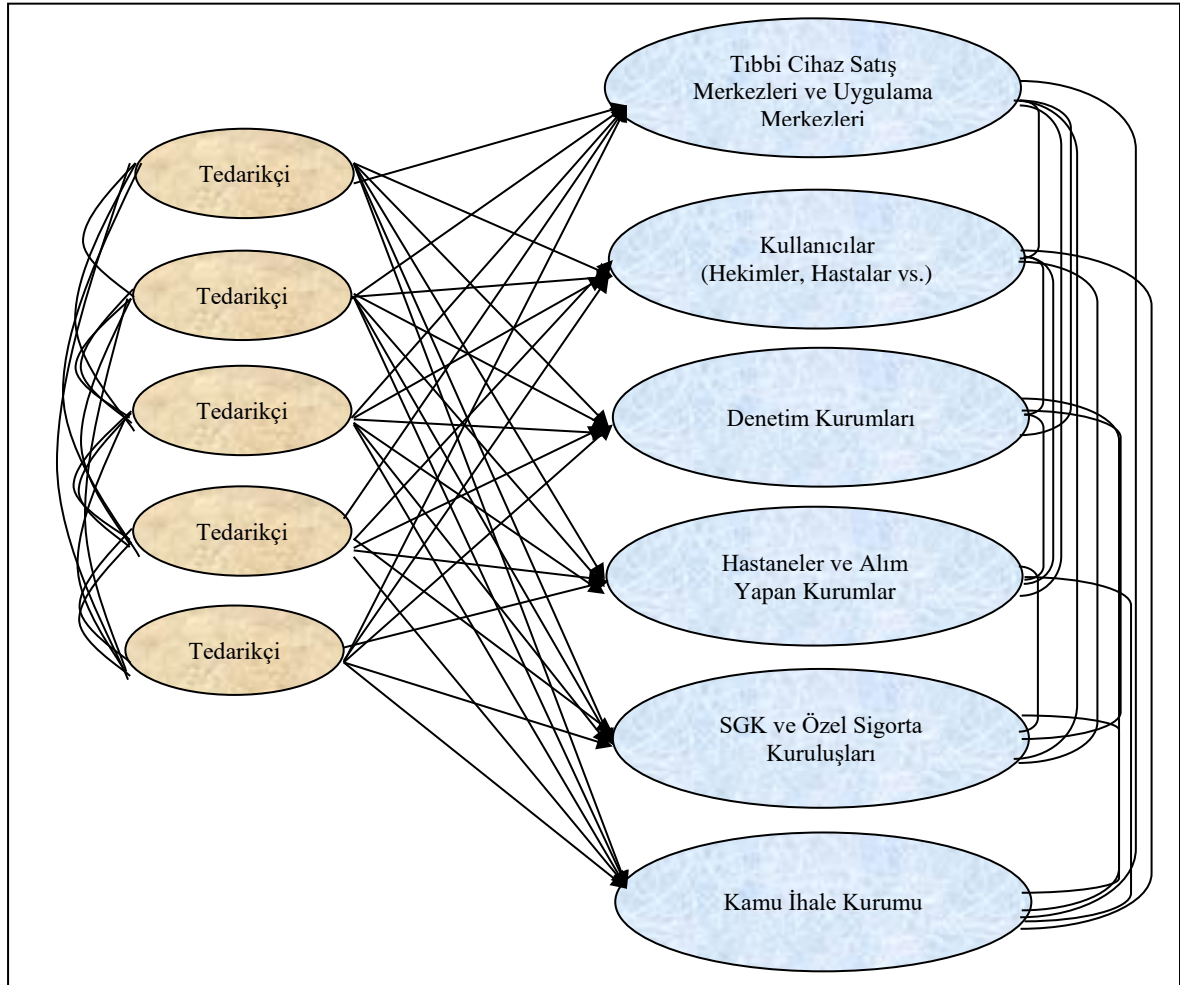 Tıbbi Cihaz Satış
Merkezleri ve Uygulama
Merkezleri
Tedarikçi
Tedarikçi
Tedarikçi
Tedarikçi
Tedarikçi
Kullanıcılar
(Hekimler, Hastalar vs.)
Denetim Kurumları
Hastaneler ve Alım
Yapan Kurumlar
SGK ve Özel Sigorta
Kuruluşları
Kamu İhale Kurumu